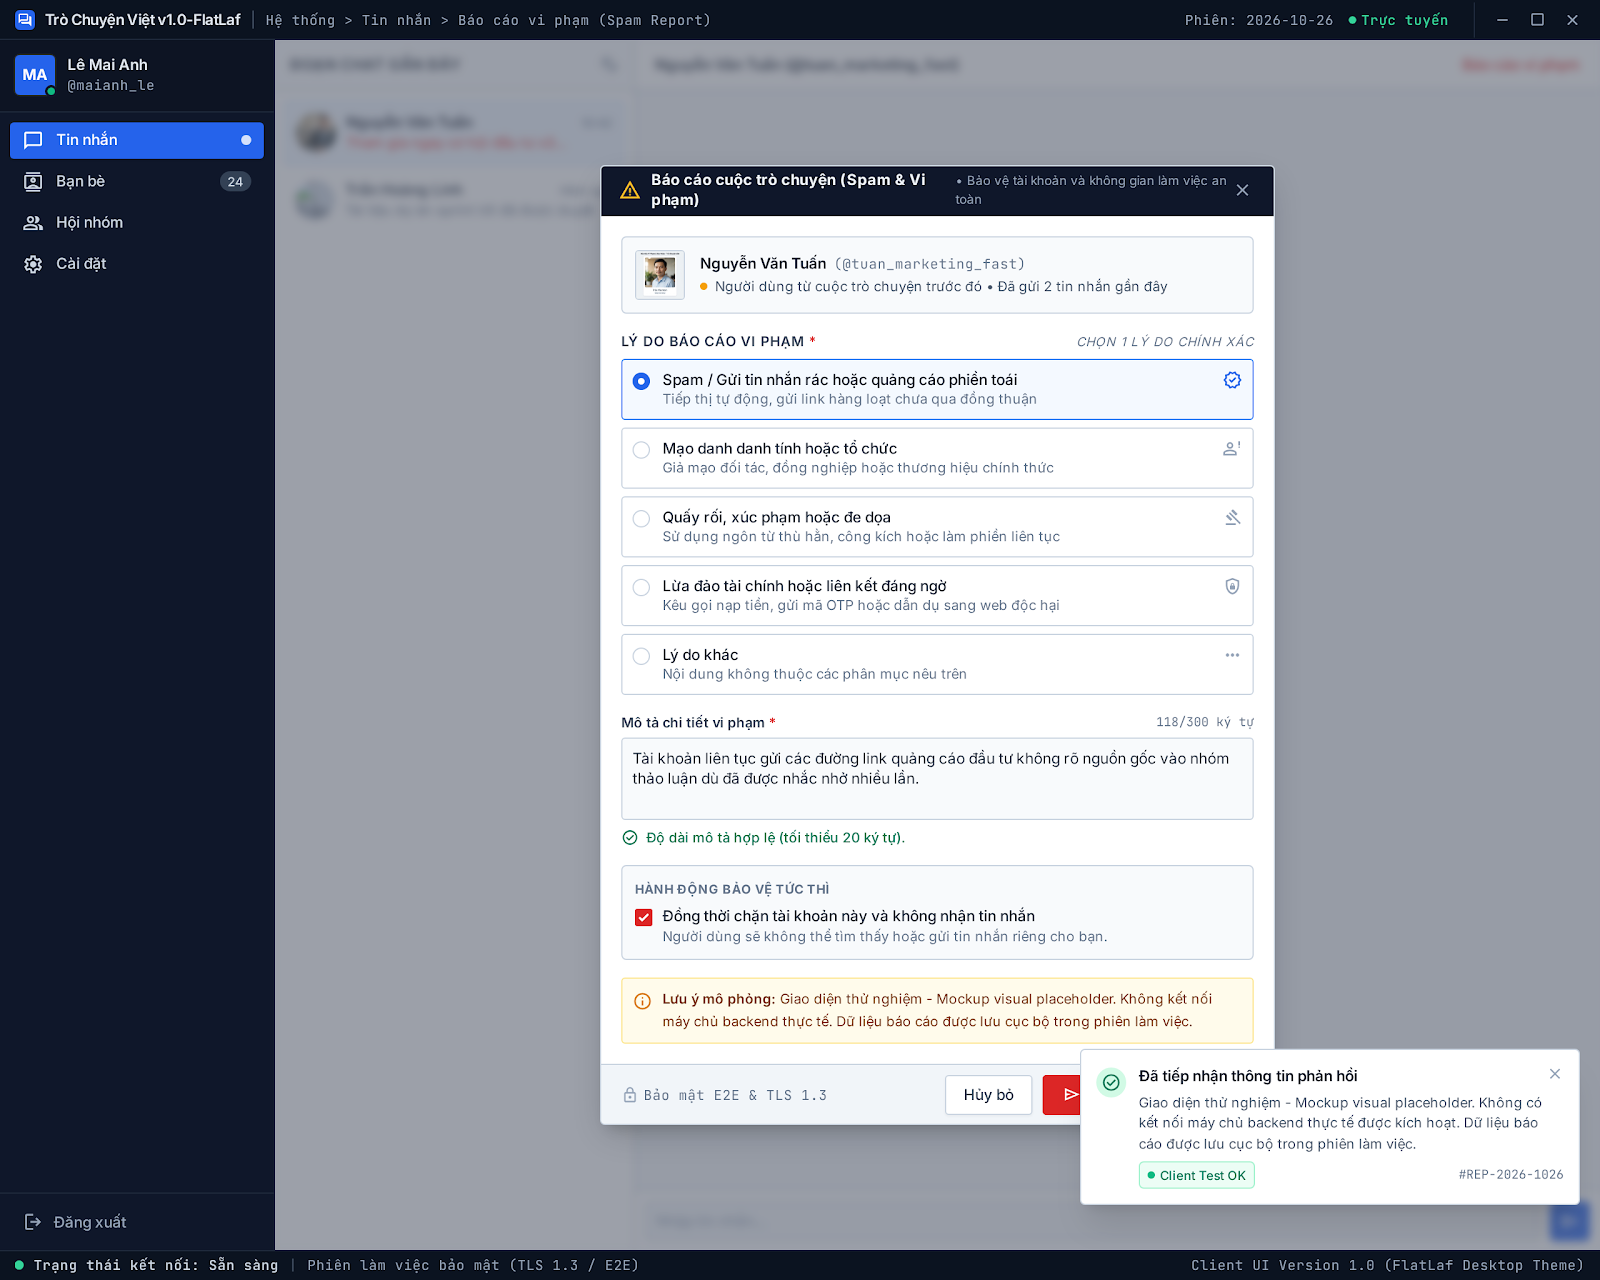 Trò Chuyện Việt v1.0-FlatLaf
Hệ thống > Tin nhắn > Báo cáo vi phạm (Spam Report)
Phiên: 2026-10-26
Trực tuyến
MA
Lê Mai Anh
@maianh_le
Tin nhắn
Bạn bè
24
Hội nhóm
Cài đặt
Báo cáo cuộc trò chuyện (Spam & Vi
phạm)
• Bảo vệ tài khoản và không gian làm việc an
toàn
Nguyễn Văn Tuấn (@tuan_marketing_fast)
Người dùng từ cuộc trò chuyện trước đó • Đã gửi 2 tin nhắn gần đây
LÝ DO BÁO CÁO VI PHẠM *
CHỌN 1 LÝ DO CHÍNH XÁC
Spam / Gửi tin nhắn rác hoặc quảng cáo phiền toái
Tiếp thị tự động, gửi link hàng loạt chưa qua đồng thuận
Mạo danh danh tính hoặc tổ chức
Giả mạo đối tác, đồng nghiệp hoặc thương hiệu chính thức
Quấy rối, xúc phạm hoặc đe dọa
Sử dụng ngôn từ thù hằn, công kích hoặc làm phiền liên tục
Lừa đảo tài chính hoặc liên kết đáng ngờ
Kêu gọi nạp tiền, gửi mã OTP hoặc dẫn dụ sang web độc hại
Lý do khác
Nội dung không thuộc các phân mục nêu trên
Mô tả chi tiết vi phạm *
118/300 ký tự
Tài khoản liên tục gửi các đường link quảng cáo đầu tư không rõ nguồn gốc vào nhóm
thảo luận dù đã được nhắc nhở nhiều lần.
Độ dài mô tả hợp lệ (tối thiểu 20 ký tự).
HÀNH ĐỘNG BẢO VỆ TỨC THÌ
Đồng thời chặn tài khoản này và không nhận tin nhắn
Người dùng sẽ không thể tìm thấy hoặc gửi tin nhắn riêng cho bạn.
Lưu ý mô phỏng: Giao diện thử nghiệm - Mockup visual placeholder. Không kết nối
máy chủ backend thực tế. Dữ liệu báo cáo được lưu cục bộ trong phiên làm việc.
Bảo mật E2E & TLS 1.3
Hủy bỏ
Đã tiếp nhận thông tin phản hồi
Giao diện thử nghiệm - Mockup visual placeholder. Không có
kết nối máy chủ backend thực tế được kích hoạt. Dữ liệu báo
cáo được lưu cục bộ trong phiên làm việc.
Client Test OK
#REP-2026-1026
Đăng xuất
Trạng thái kết nối: Sẵn sàng | Phiên làm việc bảo mật (TLS 1.3 / E2E)
Client UI Version 1.0 (FlatLaf Desktop Theme)